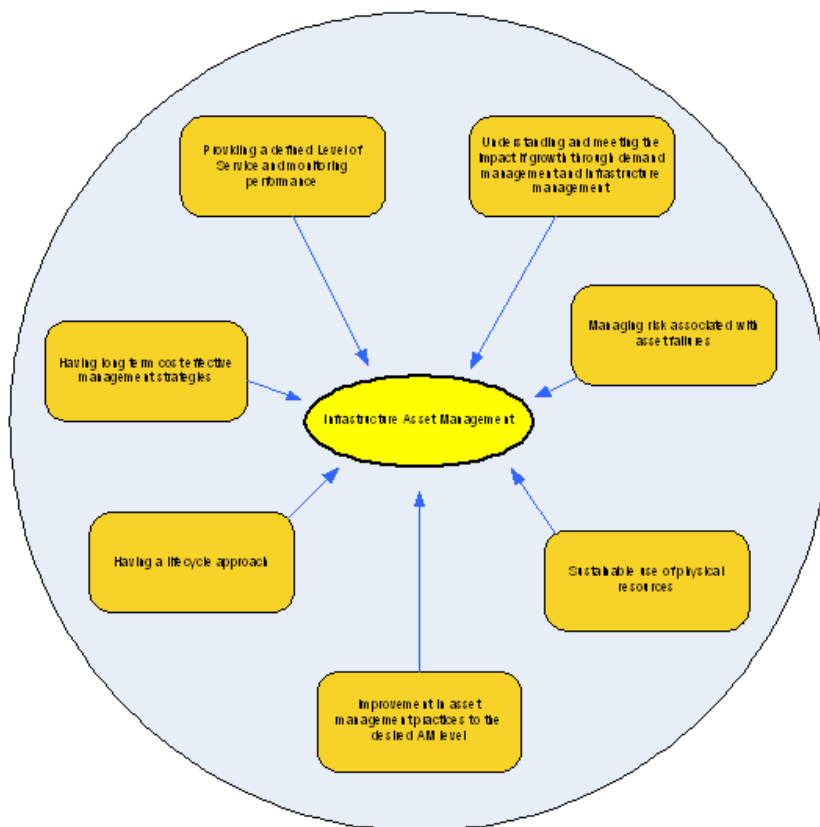 Providing a defined Level of
Service and monitoring
performance
Understanding and meeting the
impact if growth through demand
management and infrastructure
management
Managing risk associated with
asset failures
Having long term cost effective
management strategies
Infrastructure Asset Management
Having a lifecycle approach
Sustainable use of physical
resources
Improvement in asset
management practices to the
desired AM level